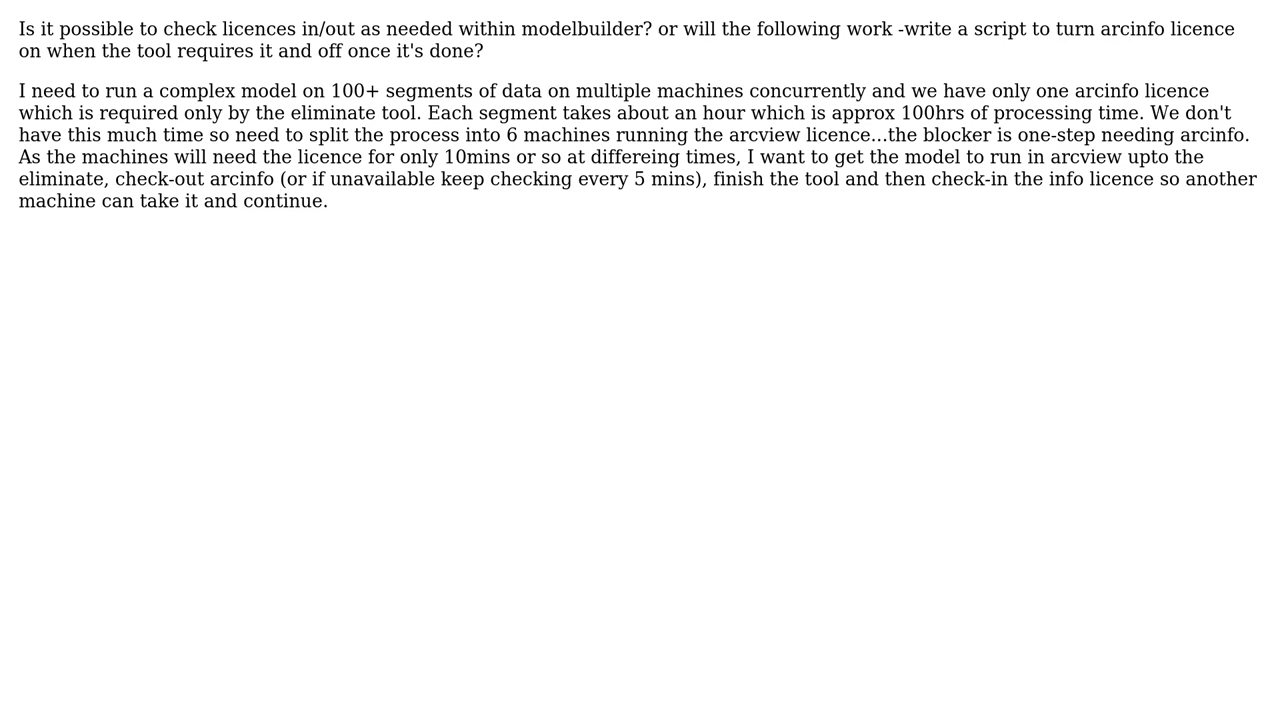 Is it possible to check licences in/out as needed within modelbuilder? or will the following work -write a script to turn arcinfo licence
on when the tool requires it and off once it's done?
I need to run a complex model on 100+ segments of data on multiple machines concurrently and we have only one arcinfo licence
which is required only by the eliminate tool. Each segment takes about an hour which is approx 100hrs of processing time. We don't
have this much time so need to split the process into 6 machines running the arcview licence...the blocker is one-step needing arcinfo.
As the machines will need the licence for only 10mins or so at differeing times, I want to get the model to run in arcview upto the
eliminate, check-out arcinfo (or if unavailable keep checking every 5 mins), finish the tool and then check-in the info licence so another
machine can take it and continue.